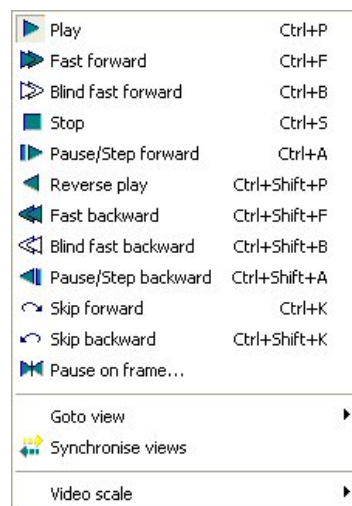 Play Ctrl+P
Fast forward Ctrl+F
Blind fast forward Ctrl+B
Stop Ctrl+S
Pause/Step forward Ctrl+A
Reverse play Ctrl+Shift+P
Fast backward Ctrl+Shift+F
Blind fast backward Ctrl+Shift+B
Pause/Step backward Ctrl+Shift+A
Skip forward Ctrl+K
Skip backward Ctrl+Shift+K
Pause on frame...
Goto view
Synchronise views
Video scale